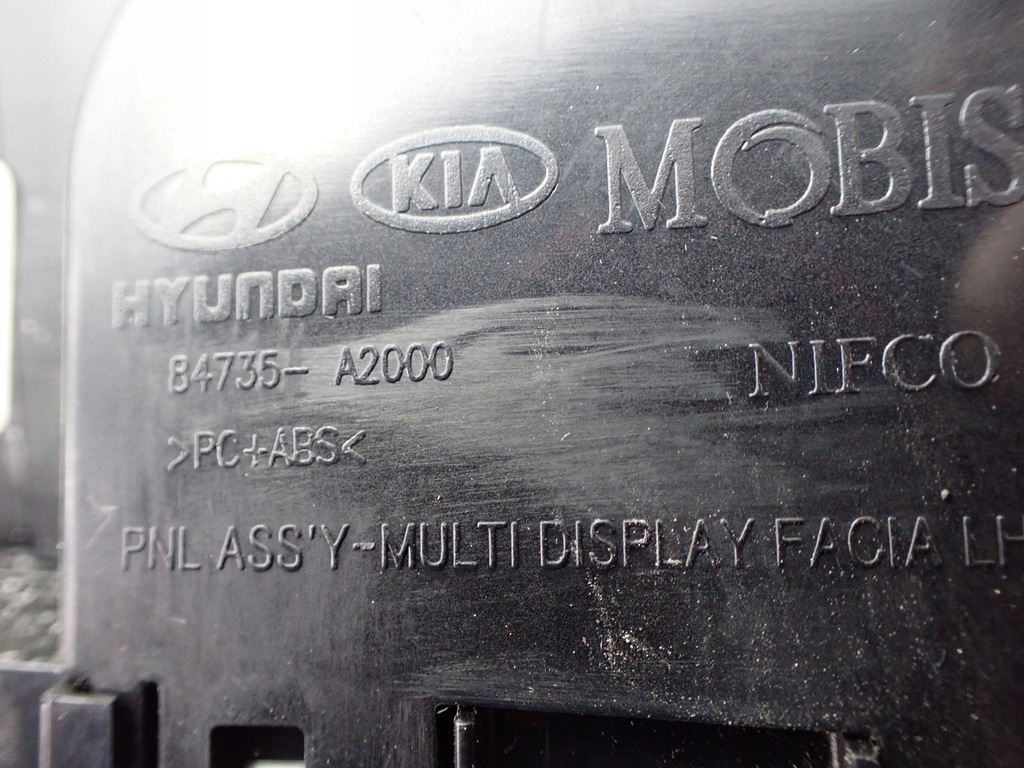 KIA MOBIS
HYUNDAI
84735- A2000 NIFCO
>PC+ABS<
PNL ASS'Y-MULTI DISPLAY FACIA LH